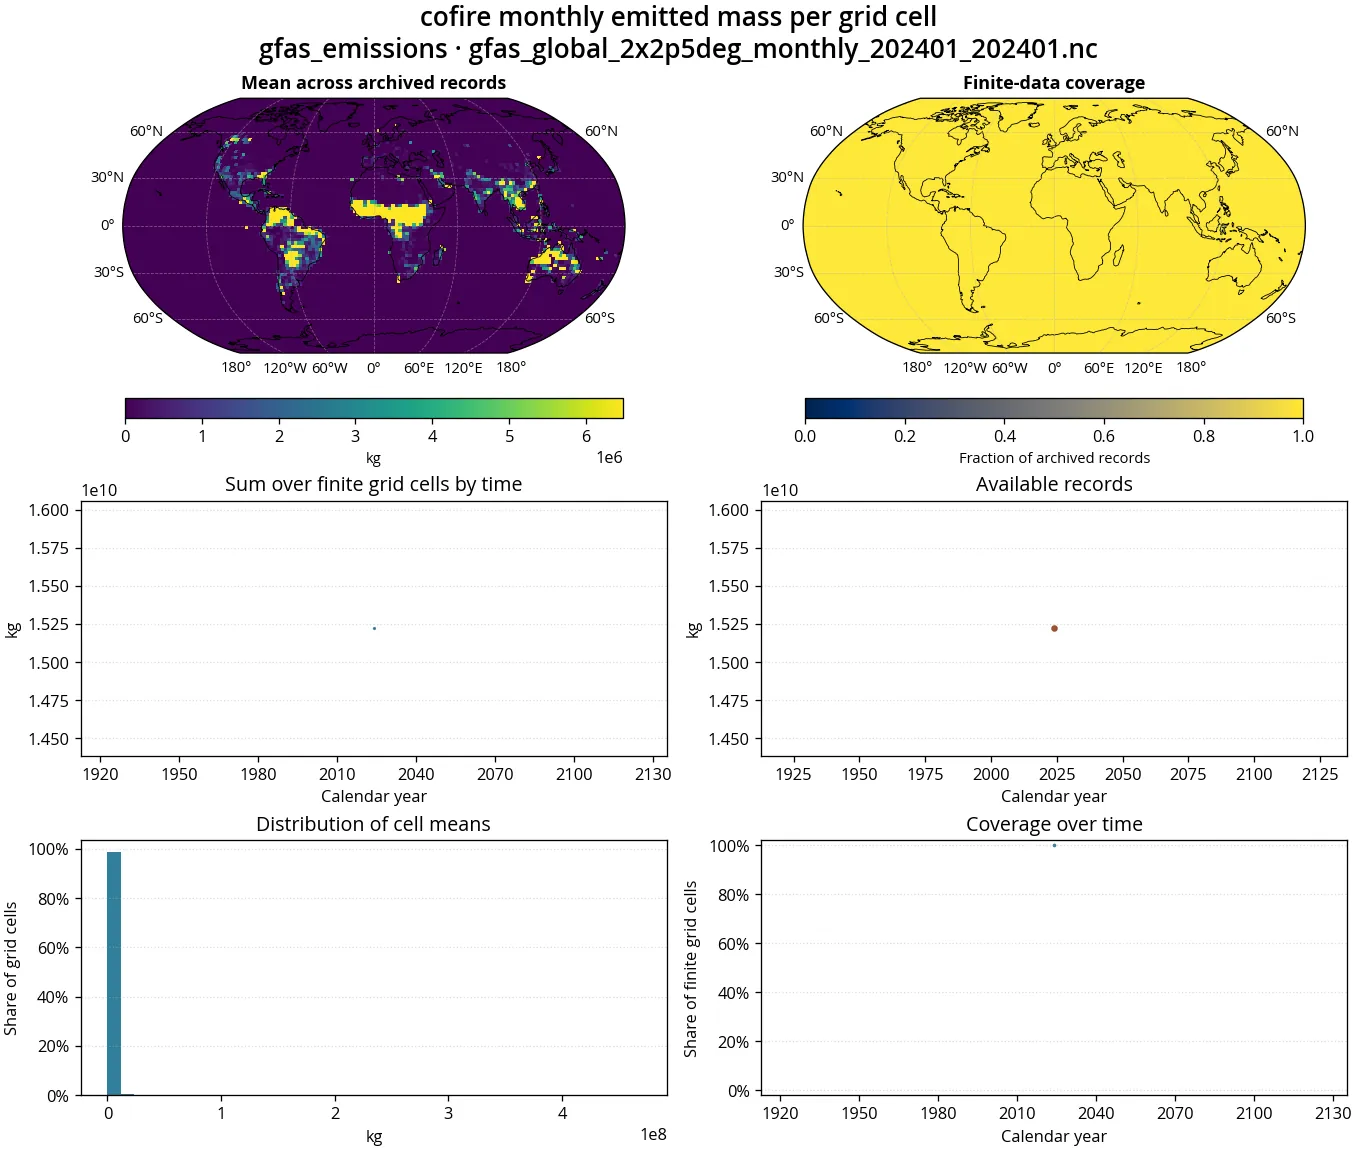 cofire monthly emitted mass per grid cell
gfas_emissions · gfas_global_2x2p5deg_monthly_202401_202401.nc
Mean across archived records
60°N 60°N
30°N 30°N
0° 0°
30°S 30°S
60°S 60°S
180° 120°W 60°W 0° 60°E 120°E 180°
0 1 2 3 4 5 6
kg 1e6
Finite-data coverage
60°N 60°N
30°N 30°N
0° 0°
30°S 30°S
60°S 60°S
180° 120°W 60°W 0° 60°E 120°E 180°
0.0 0.2 0.4 0.6 0.8 1.0
Fraction of archived records
Sum over finite grid cells by time
1e10
1.600
1.575
1.550
1.525
1.500
1.475
1.450
kg
1920 1950 1980 2010 2040 2070 2100 2130
Calendar year
Available records
1e10
1.600
1.575
1.550
1.525
1.500
1.475
1.450
kg
1925 1950 1975 2000 2025 2050 2075 2100 2125
Calendar year
Distribution of cell means
100%
80%
60%
40%
20%
0%
Share of grid cells
0 1 2 3 4
kg 1e8
Coverage over time
100%
80%
60%
40%
20%
0%
Share of finite grid cells
1920 1950 1980 2010 2040 2070 2100 2130
Calendar year